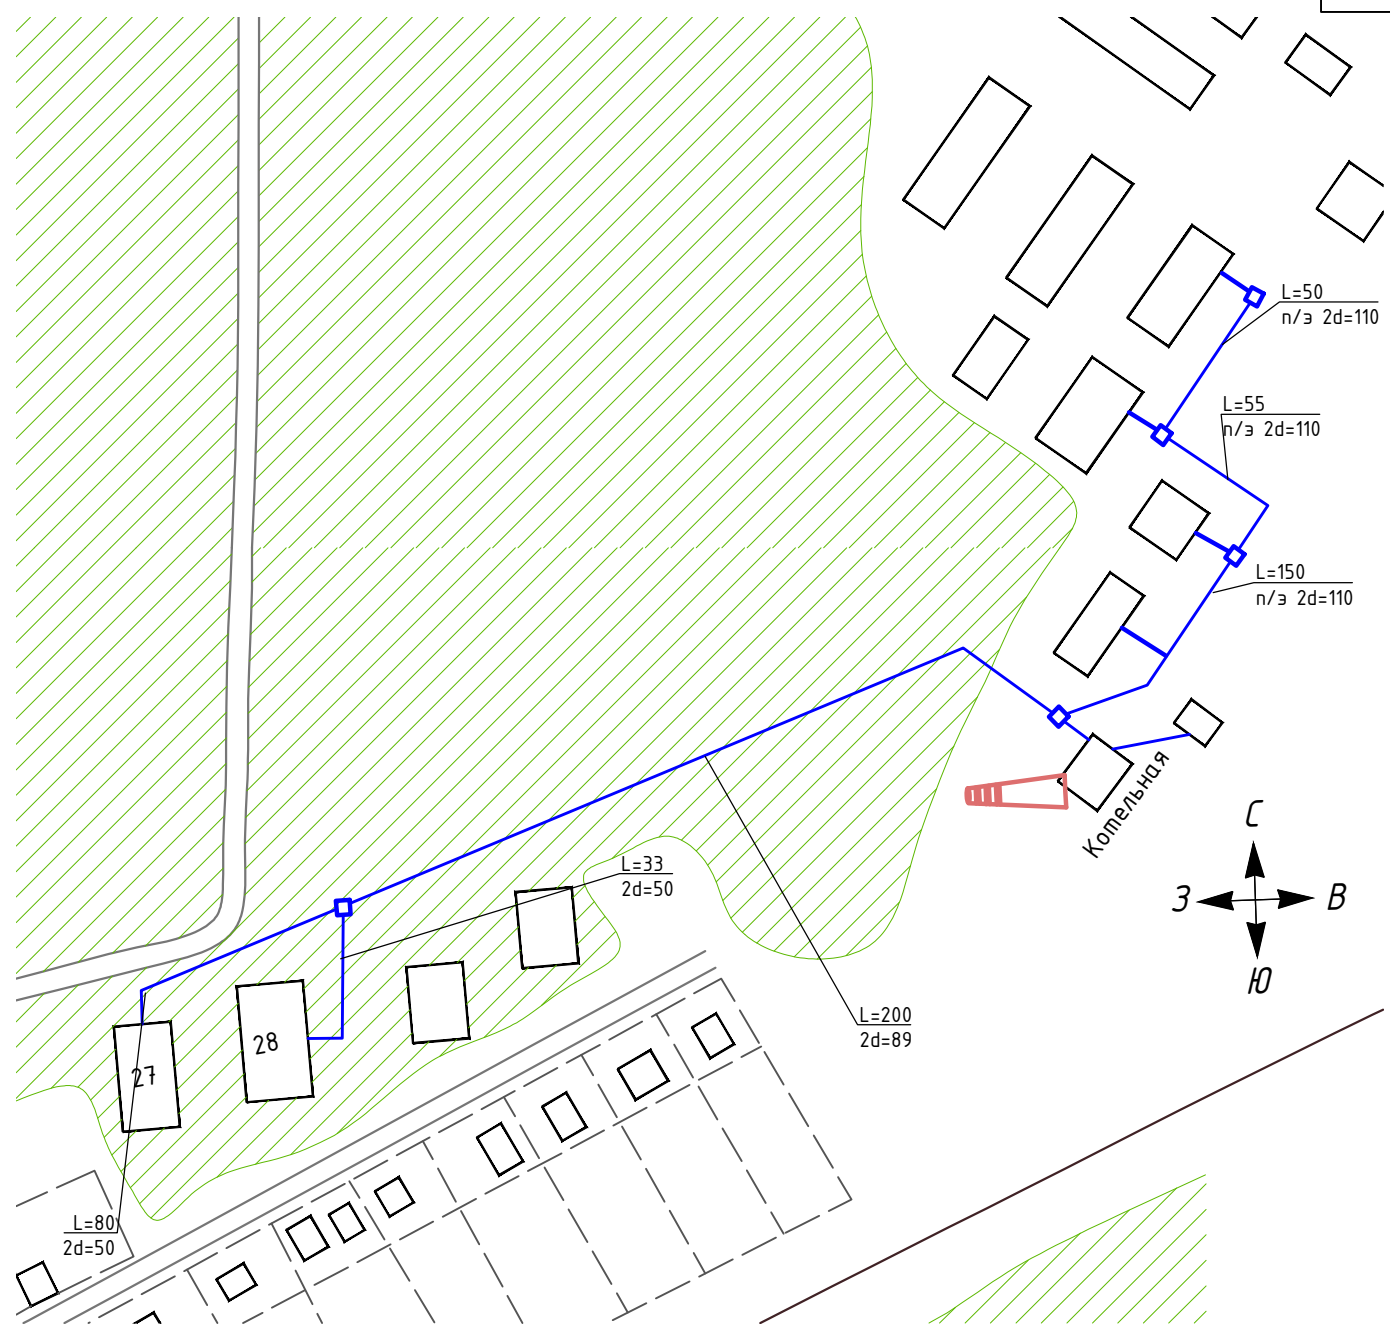 L=50
п/э 2d=110
L=55
п/э 2d=110
L=150
п/э 2d=110
Котельная
С
З
В
Ю
L=33
2d=50
L=200
2d=89
28
27
L=80
2d=50